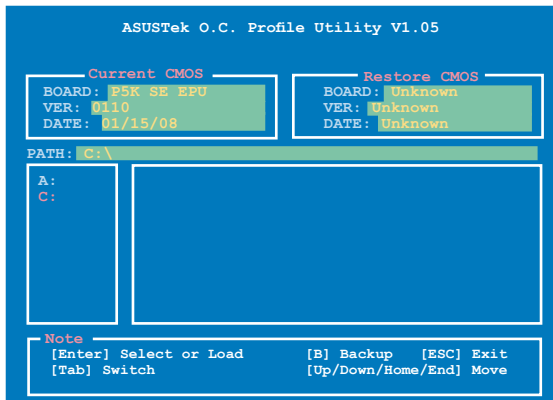 ASUSTek O.C. Profile Utility V1.05
Current CMOS
BOARD: P5K SE EPU
VER: 0110
DATE: 01/15/08
Restore CMOS
BOARD: Unknown
VER: Unknown
DATE: Unknown
PATH: C:\
A:
C:
Note
[Enter] Select or Load [B] Backup [ESC] Exit
[Tab] Switch [Up/Down/Home/End] Move